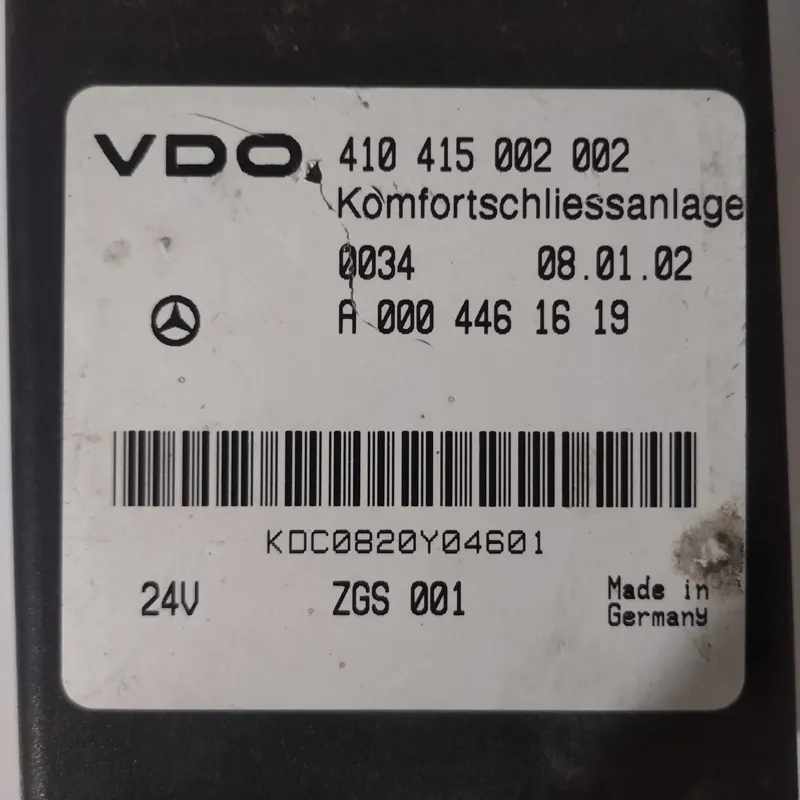 VDO 410 415 002 002
Komfortschliessanlage
0034 08.01.02
A 000 446 16 19
KDC0820Y04601
24V ZGS 001 Made in
Germany